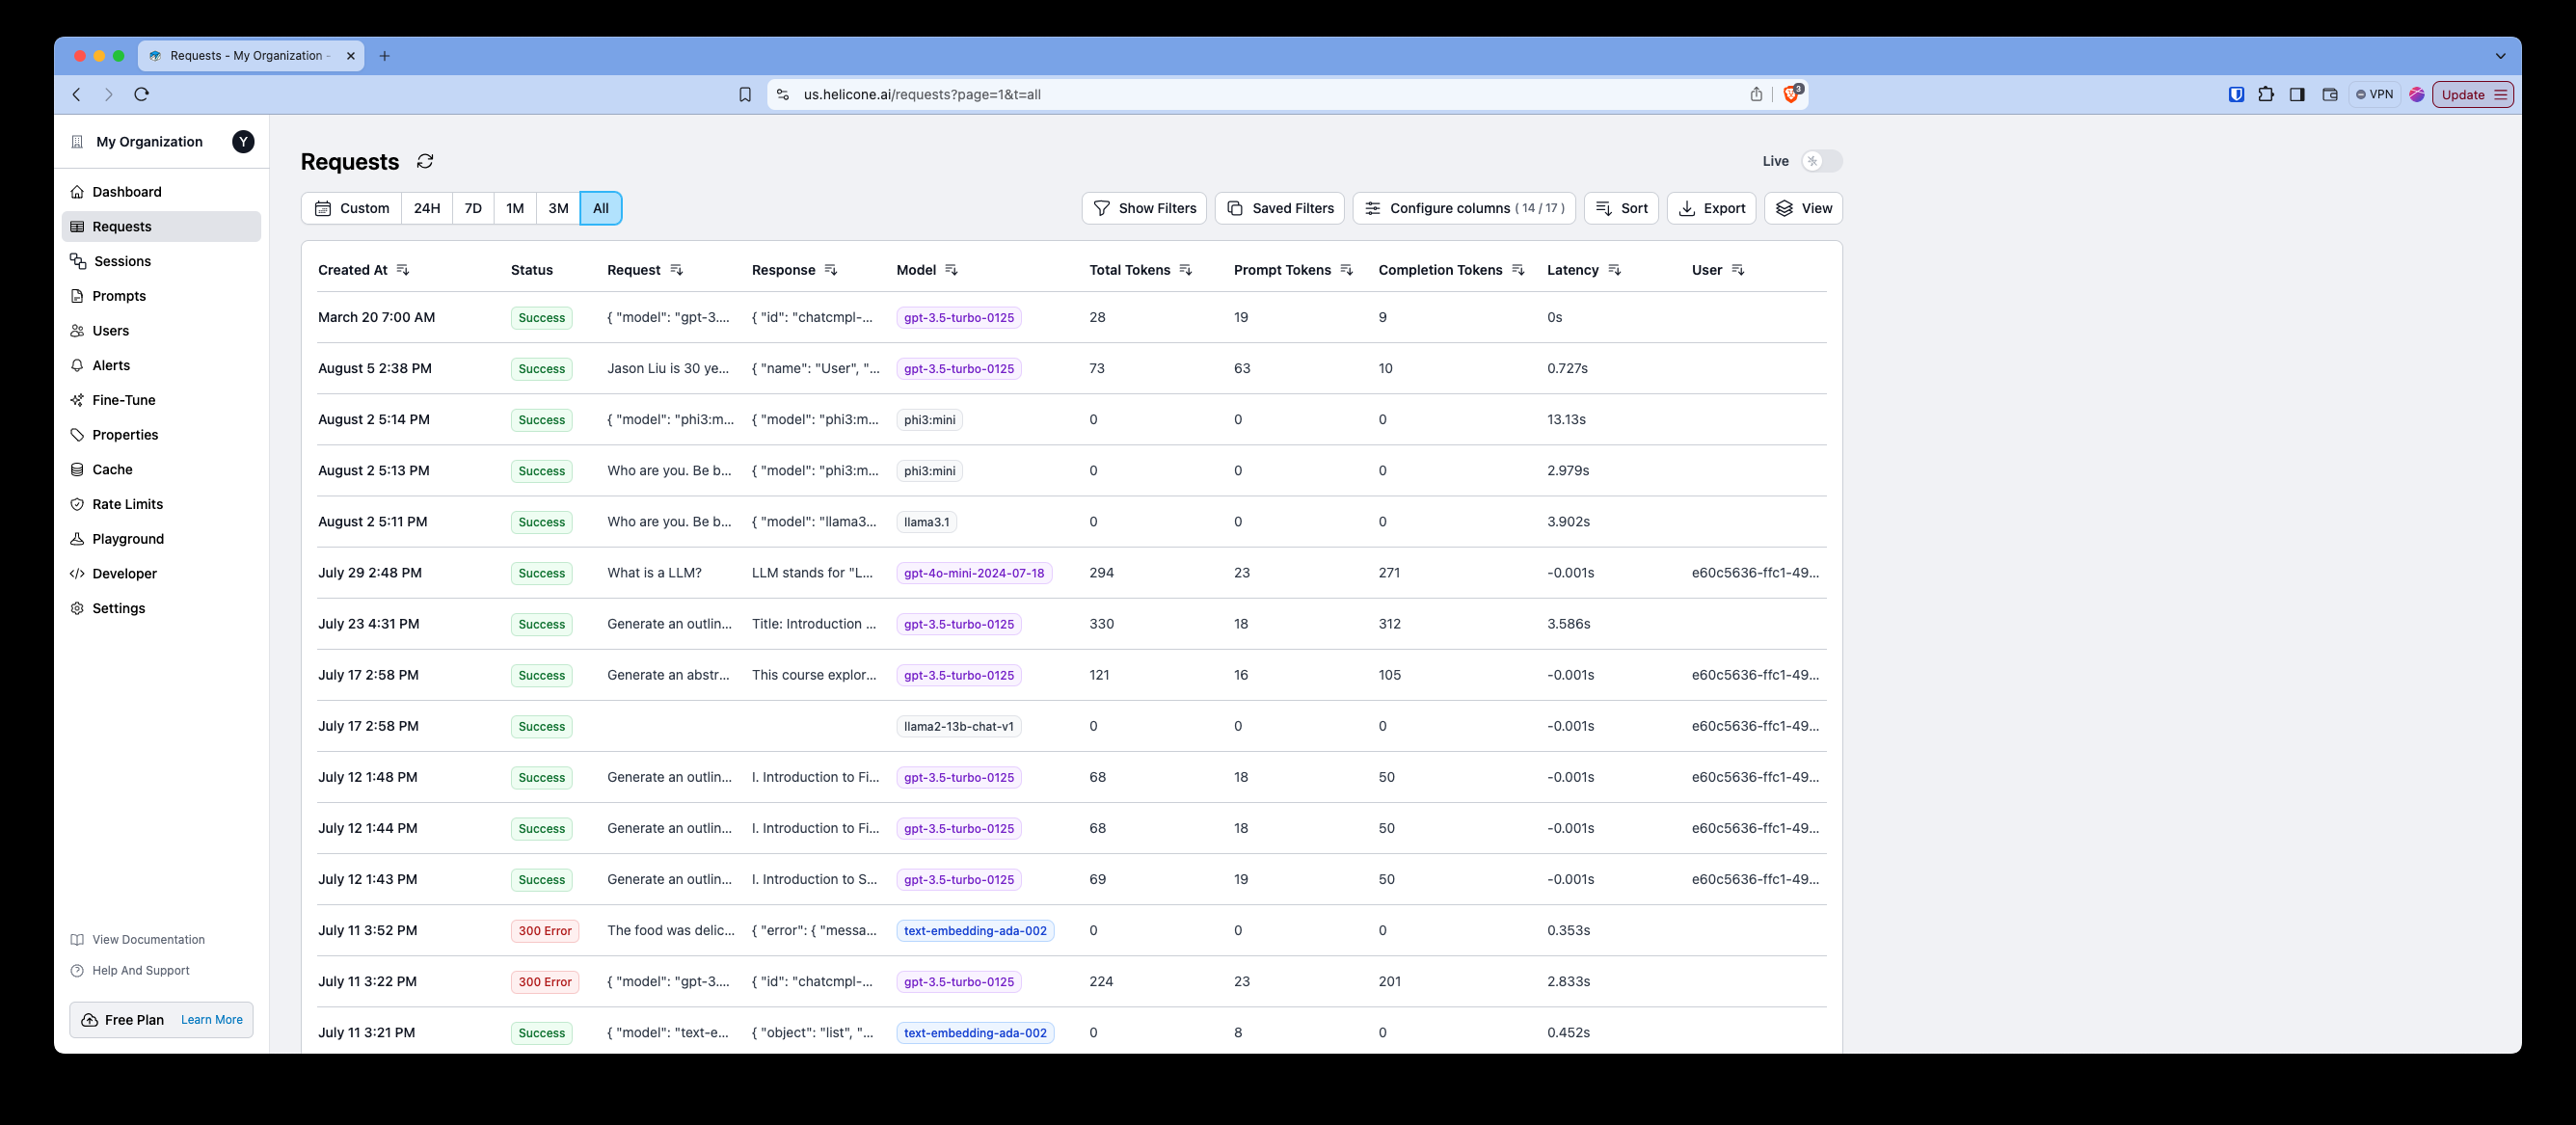 Requests - My Organization -
us.helicone.ai/requests?page=1&t=all
3
VPN
Update
My Organization
Y
Dashboard
Requests
Sessions
Prompts
Users
Alerts
Fine-Tune
Properties
Cache
Rate Limits
Playground
Developer
Settings
View Documentation
Help And Support
Free Plan Learn More
Requests
Live
Custom 24H 7D 1M 3M All
Show Filters Saved Filters Configure columns ( 14 / 17 ) Sort Export View
Created At Status Request Response Model Total Tokens Prompt Tokens Completion Tokens Latency User
March 20 7:00 AM Success { "model": "gpt-3.... { "id": "chatcmpl-... gpt-3.5-turbo-0125 28 19 9 0s
August 5 2:38 PM Success Jason Liu is 30 ye... { "name": "User", "... gpt-3.5-turbo-0125 73 63 10 0.727s
August 2 5:14 PM Success { "model": "phi3:m... { "model": "phi3:m... phi3:mini 0 0 0 13.13s
August 2 5:13 PM Success Who are you. Be b... { "model": "phi3:m... phi3:mini 0 0 0 2.979s
August 2 5:11 PM Success Who are you. Be b... { "model": "llama3... llama3.1 0 0 0 3.902s
July 29 2:48 PM Success What is a LLM? LLM stands for "L... gpt-4o-mini-2024-07-18 294 23 271 -0.001s e60c5636-ffc1-49...
July 23 4:31 PM Success Generate an outlin... Title: Introduction ... gpt-3.5-turbo-0125 330 18 312 3.586s
July 17 2:58 PM Success Generate an abstr... This course explor... gpt-3.5-turbo-0125 121 16 105 -0.001s e60c5636-ffc1-49...
July 17 2:58 PM Success llama2-13b-chat-v1 0 0 0 -0.001s e60c5636-ffc1-49...
July 12 1:48 PM Success Generate an outlin... I. Introduction to Fi... gpt-3.5-turbo-0125 68 18 50 -0.001s e60c5636-ffc1-49...
July 12 1:44 PM Success Generate an outlin... I. Introduction to Fi... gpt-3.5-turbo-0125 68 18 50 -0.001s e60c5636-ffc1-49...
July 12 1:43 PM Success Generate an outlin... I. Introduction to S... gpt-3.5-turbo-0125 69 19 50 -0.001s e60c5636-ffc1-49...
July 11 3:52 PM 300 Error The food was delic... { "error": { "messa... text-embedding-ada-002 0 0 0 0.353s
July 11 3:22 PM 300 Error { "model": "gpt-3.... { "id": "chatcmpl-... gpt-3.5-turbo-0125 224 23 201 2.833s
July 11 3:21 PM Success { "model": "text-e... { "object": "list", "... text-embedding-ada-002 0 8 0 0.452s